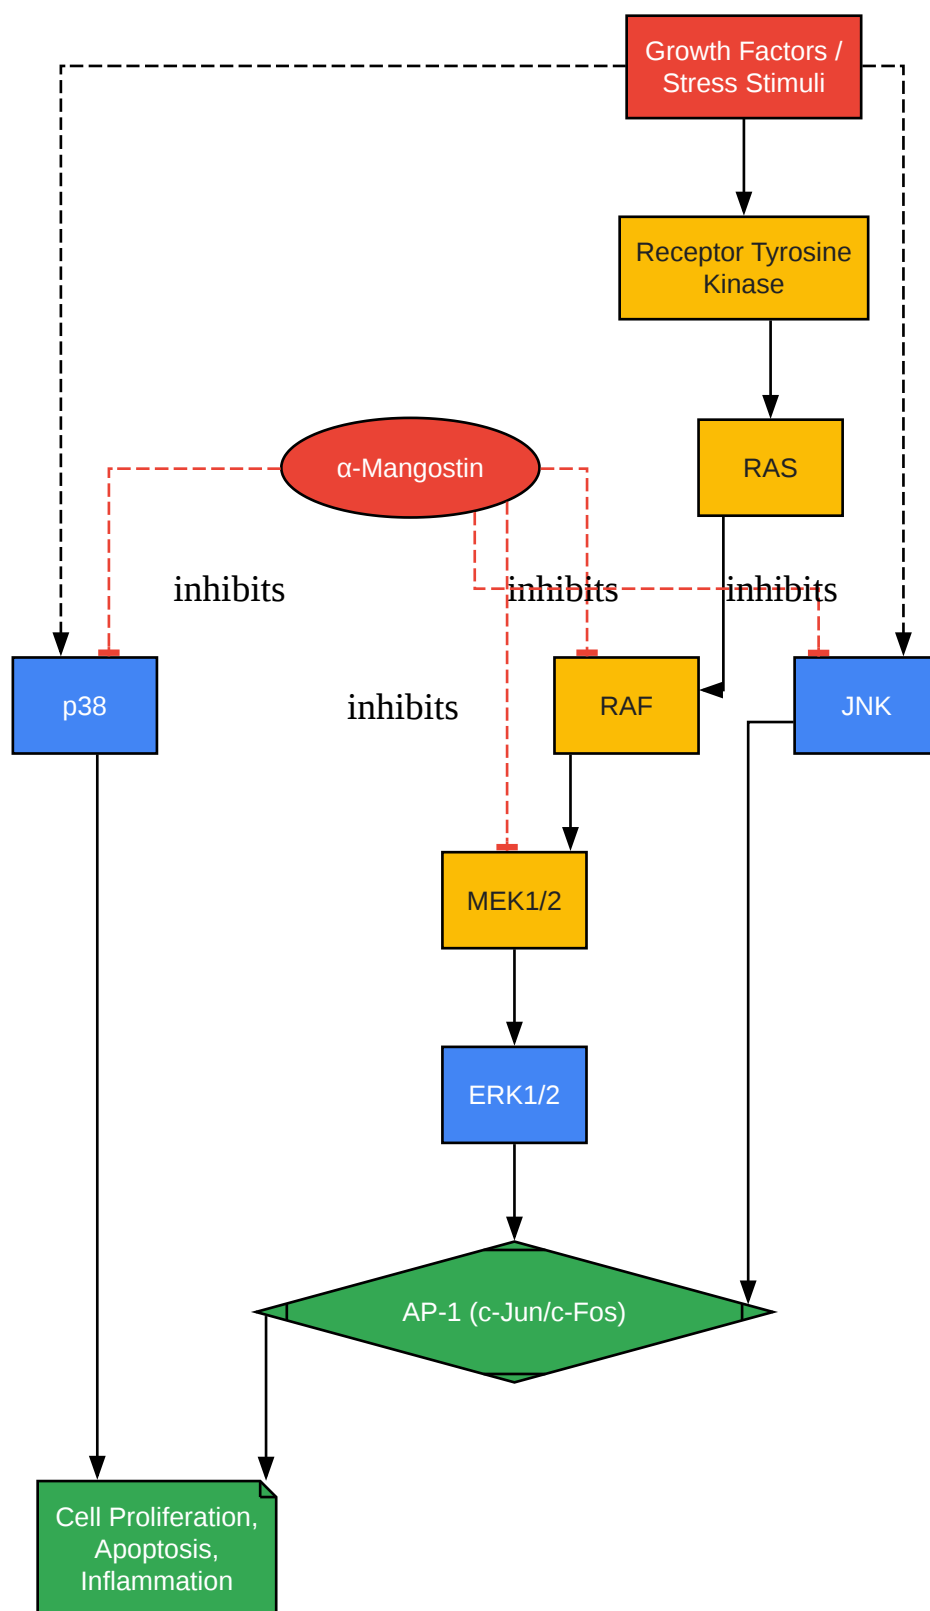 Growth Factors /
Stress Stimuli
Receptor Tyrosine
Kinase
α-Mangostin
RAS
inhibits
inhibits
inhibits
p38
inhibits
RAF
JNK
MEK1/2
ERK1/2
AP-1 (c-Jun/c-Fos)
Cell Proliferation,
Apoptosis,
Inflammation